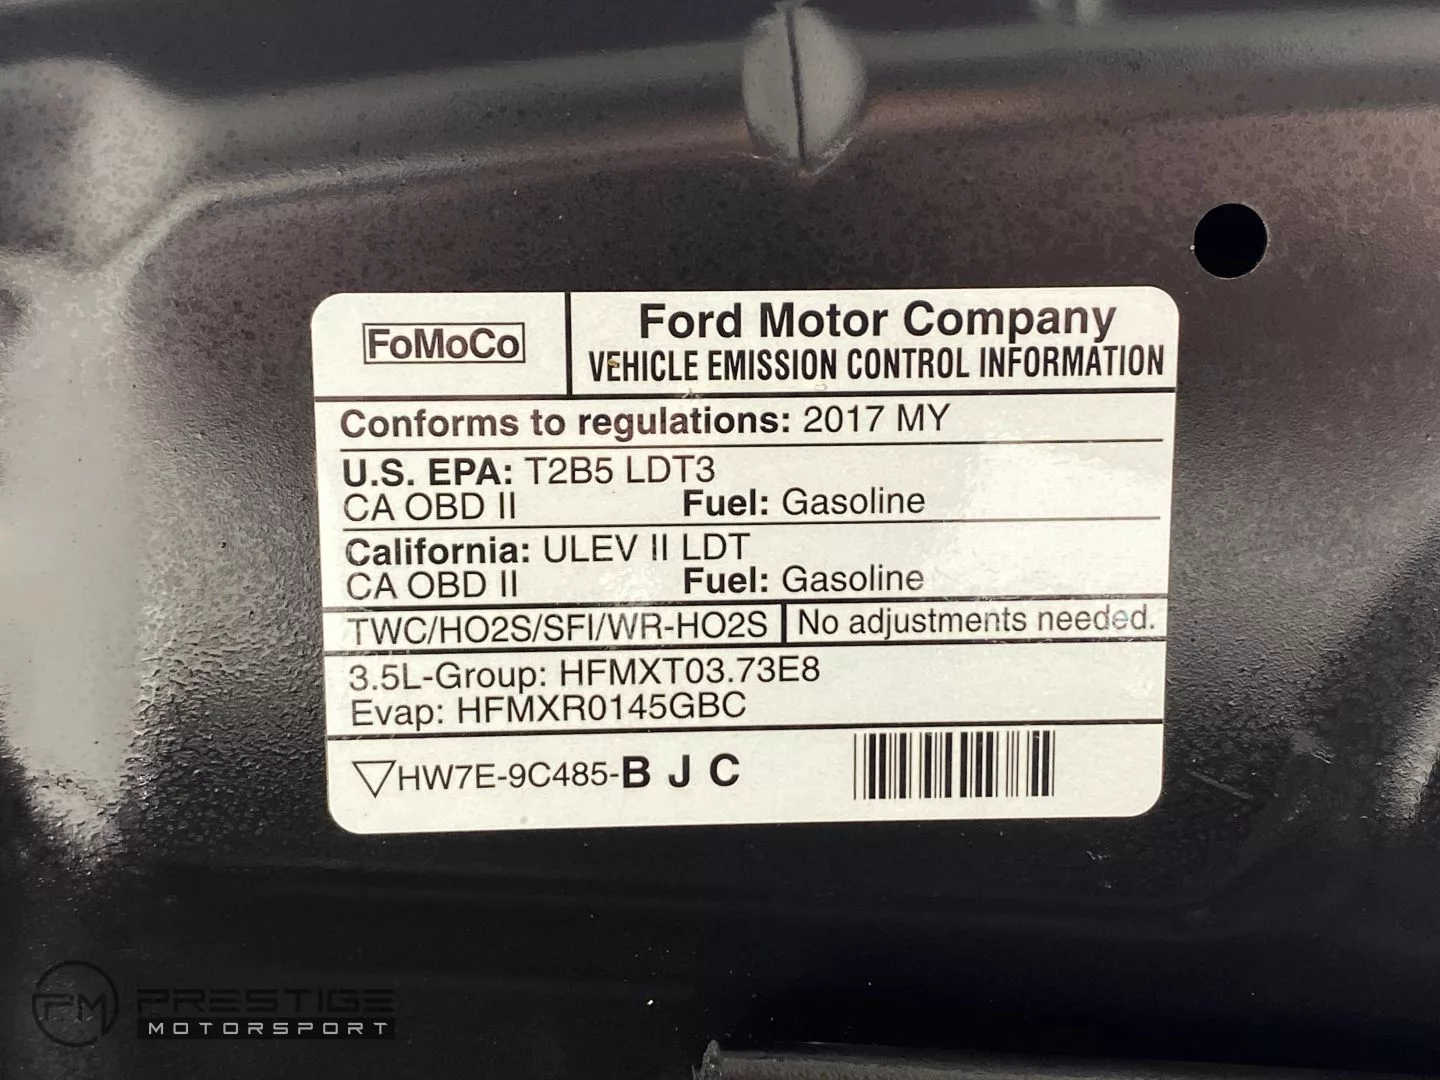 FoMoCo
Ford Motor Company
VEHICLE EMISSION CONTROL INFORMATION
Conforms to regulations: 2017 MY
U.S. EPA: T2B5 LDT3
CA OBD II Fuel: Gasoline
California: ULEV II LDT
CA OBD II Fuel: Gasoline
TWC/HO2S/SFI/WR-HO2S No adjustments needed.
3.5L-Group: HFMXT03.73E8
Evap: HFMXR0145GBC
HW7E-9C485-B J C
PM PRESTIGE
MOTORSPORT